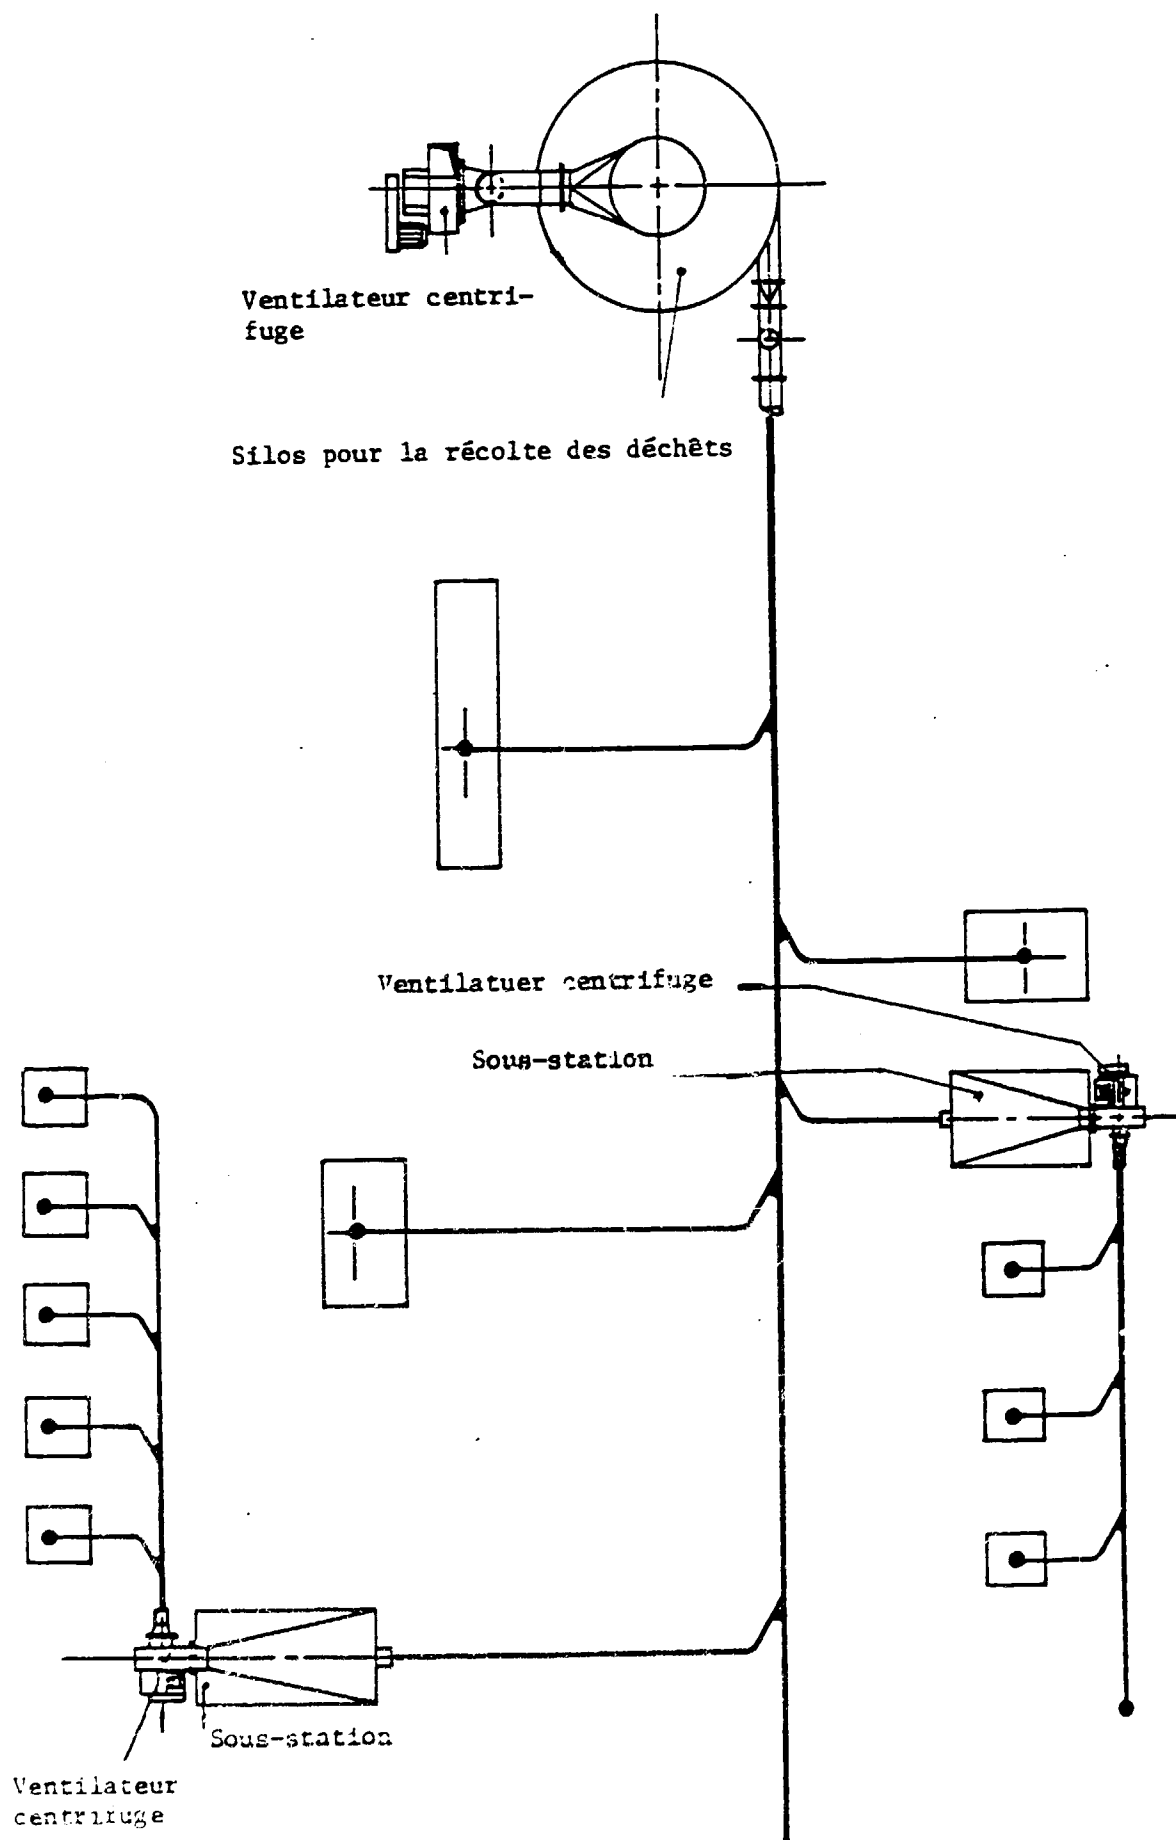 Ventilateur centri-
fuge
Silos pour la récolte des déchêts
Ventilatuer centrifuge
Sous-station
Sous-station
Ventilateur
centrifuge